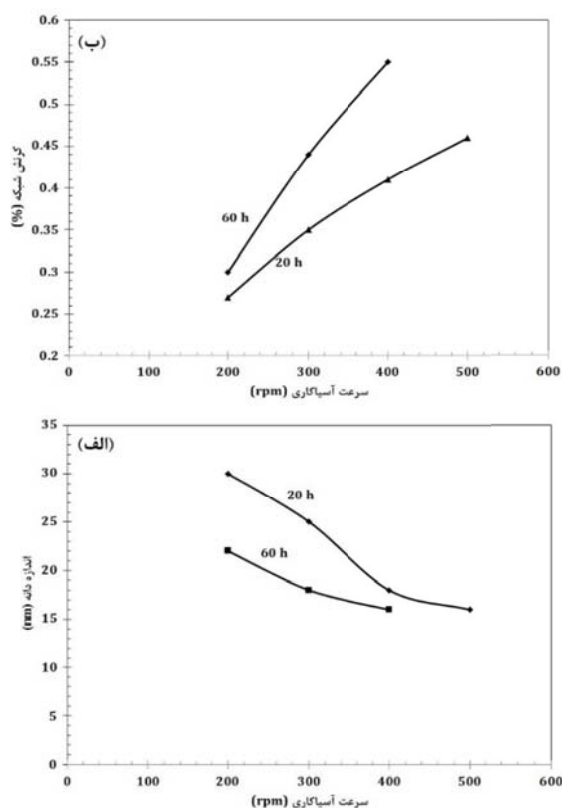 (ب)
0.6
0.55
0.5
0.45
0.4
0.35
0.3
0.25
0.2
کرنش شبکه (%)
60 h
20 h
0 100 200 300 400 500 600
سرعت آسیاکاری (rpm)
(الف)
35
30
25
20
15
10
5
0
اندازه دانه (nm)
20 h
60 h
0 100 200 300 400 500 600
سرعت آسیاکاری (rpm)